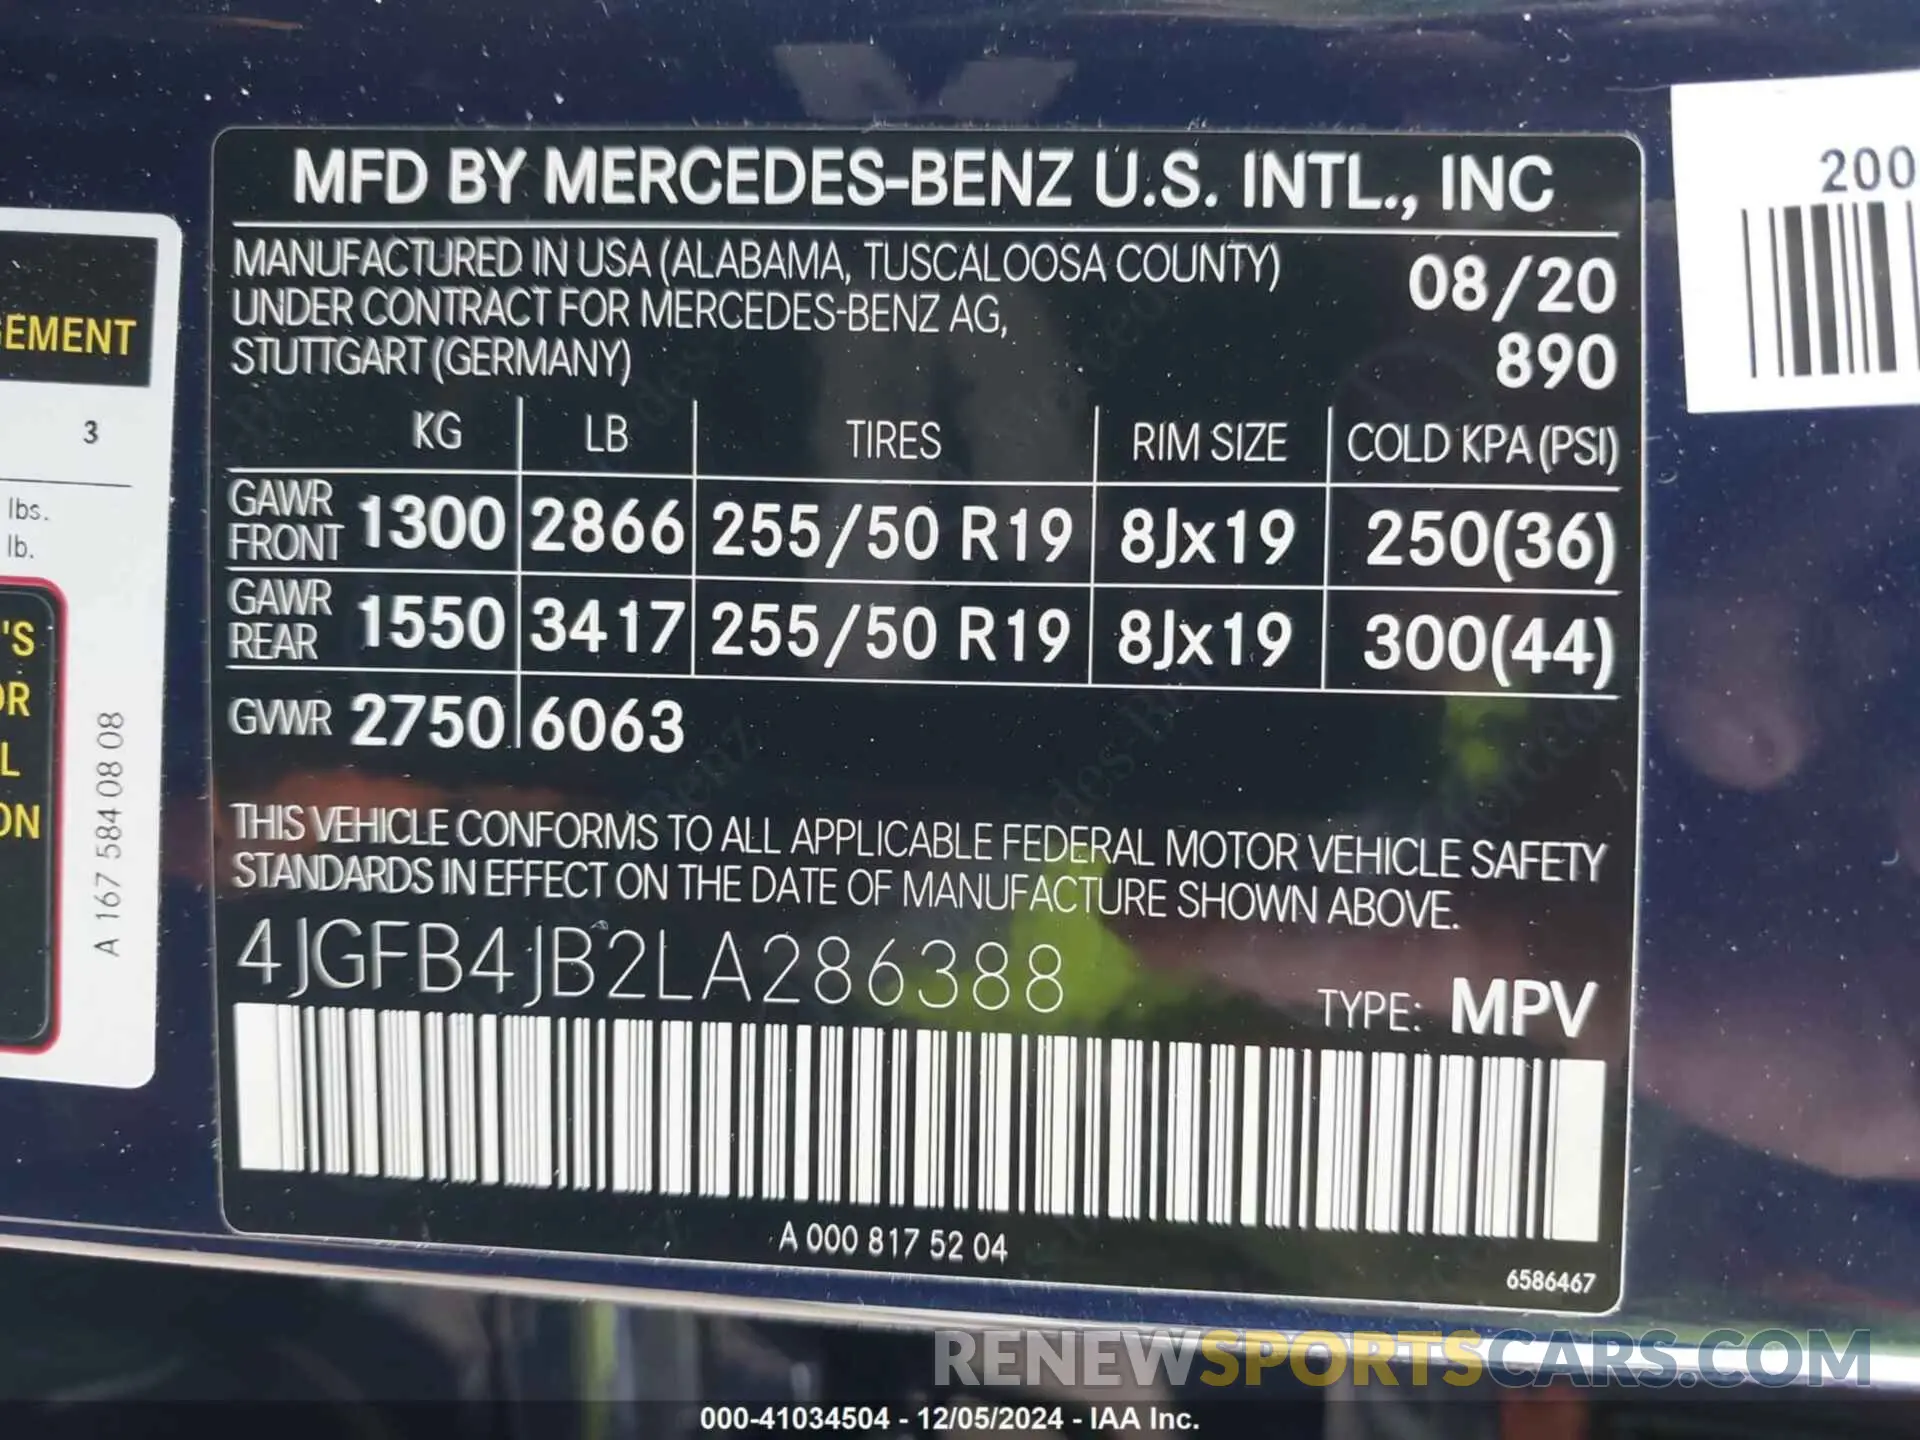 MFD BY MERCEDES-BENZ U.S. INTL., INC
MANUFACTURED IN USA (ALABAMA, TUSCALOOSA COUNTY)
UNDER CONTRACT FOR MERCEDES-BENZ AG,
STUTTGART (GERMANY)
08/20
890
KG LB TIRES RIM SIZE COLD KPA (PSI)
GAWR FRONT 1300 2866 255/50 R19 8Jx19 250(36)
GAWR REAR 1550 3417 255/50 R19 8Jx19 300(44)
GVWR 2750 6063
THIS VEHICLE CONFORMS TO ALL APPLICABLE FEDERAL MOTOR VEHICLE SAFETY
STANDARDS IN EFFECT ON THE DATE OF MANUFACTURE SHOWN ABOVE.
4JGFB4JB2LA286388
TYPE: MPV
A 000 817 52 04
6586467
GEMENT
3
lbs.
lb.
'S
OR
L
ON
A 167 584 08 08
200
RENEWSPORTSCARS.COM
000-41034504 - 12/05/2024 - IAA Inc.